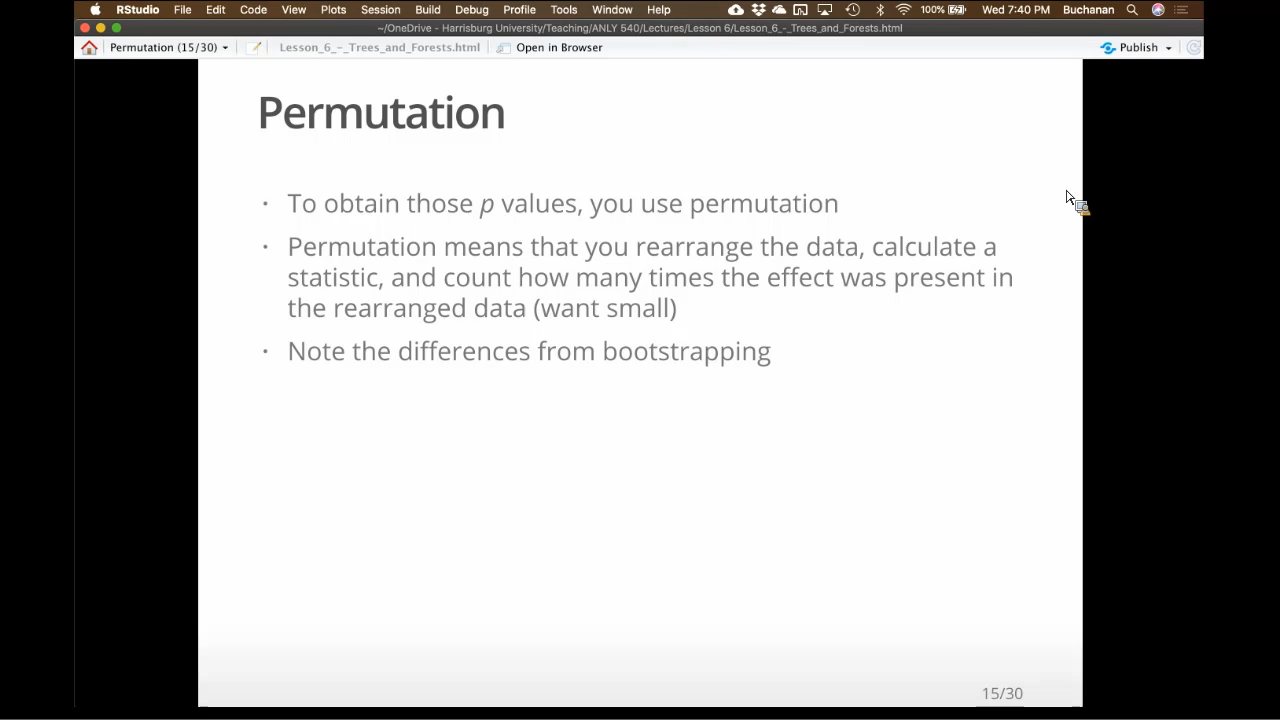 RStudio File Edit Code View Plots Session Build Debug Profile Tools Window Help 100% Wed 7:40 PM Buchanan
~/OneDrive - Harrisburg University/Teaching/ANLY 540/Lectures/Lesson 6/Lesson_6_-_Trees_and_Forests.html
Permutation (15/30) Lesson_6_-_Trees_and_Forests.html Open in Browser Publish
Permutation
· To obtain those p values, you use permutation
· Permutation means that you rearrange the data, calculate a
statistic, and count how many times the effect was present in
the rearranged data (want small)
· Note the differences from bootstrapping
15/30